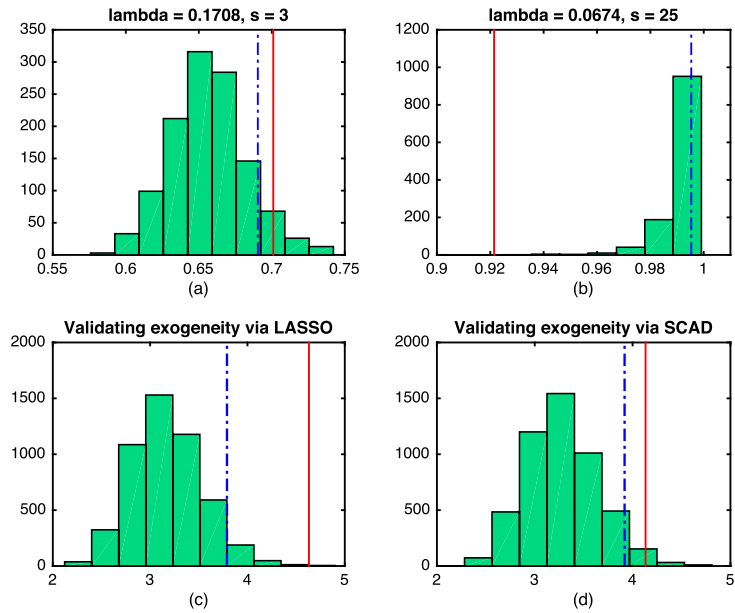 lambda = 0.1708, s = 3
350
300
250
200
150
100
50
0
0.55 0.6 0.65 0.7 0.75
(a)
lambda = 0.0674, s = 25
1200
1000
800
600
400
200
0
0.9 0.92 0.94 0.96 0.98 1
(b)
Validating exogeneity via LASSO
2000
1500
1000
500
0
2 3 4 5
(c)
Validating exogeneity via SCAD
2000
1500
1000
500
0
2 3 4 5
(d)